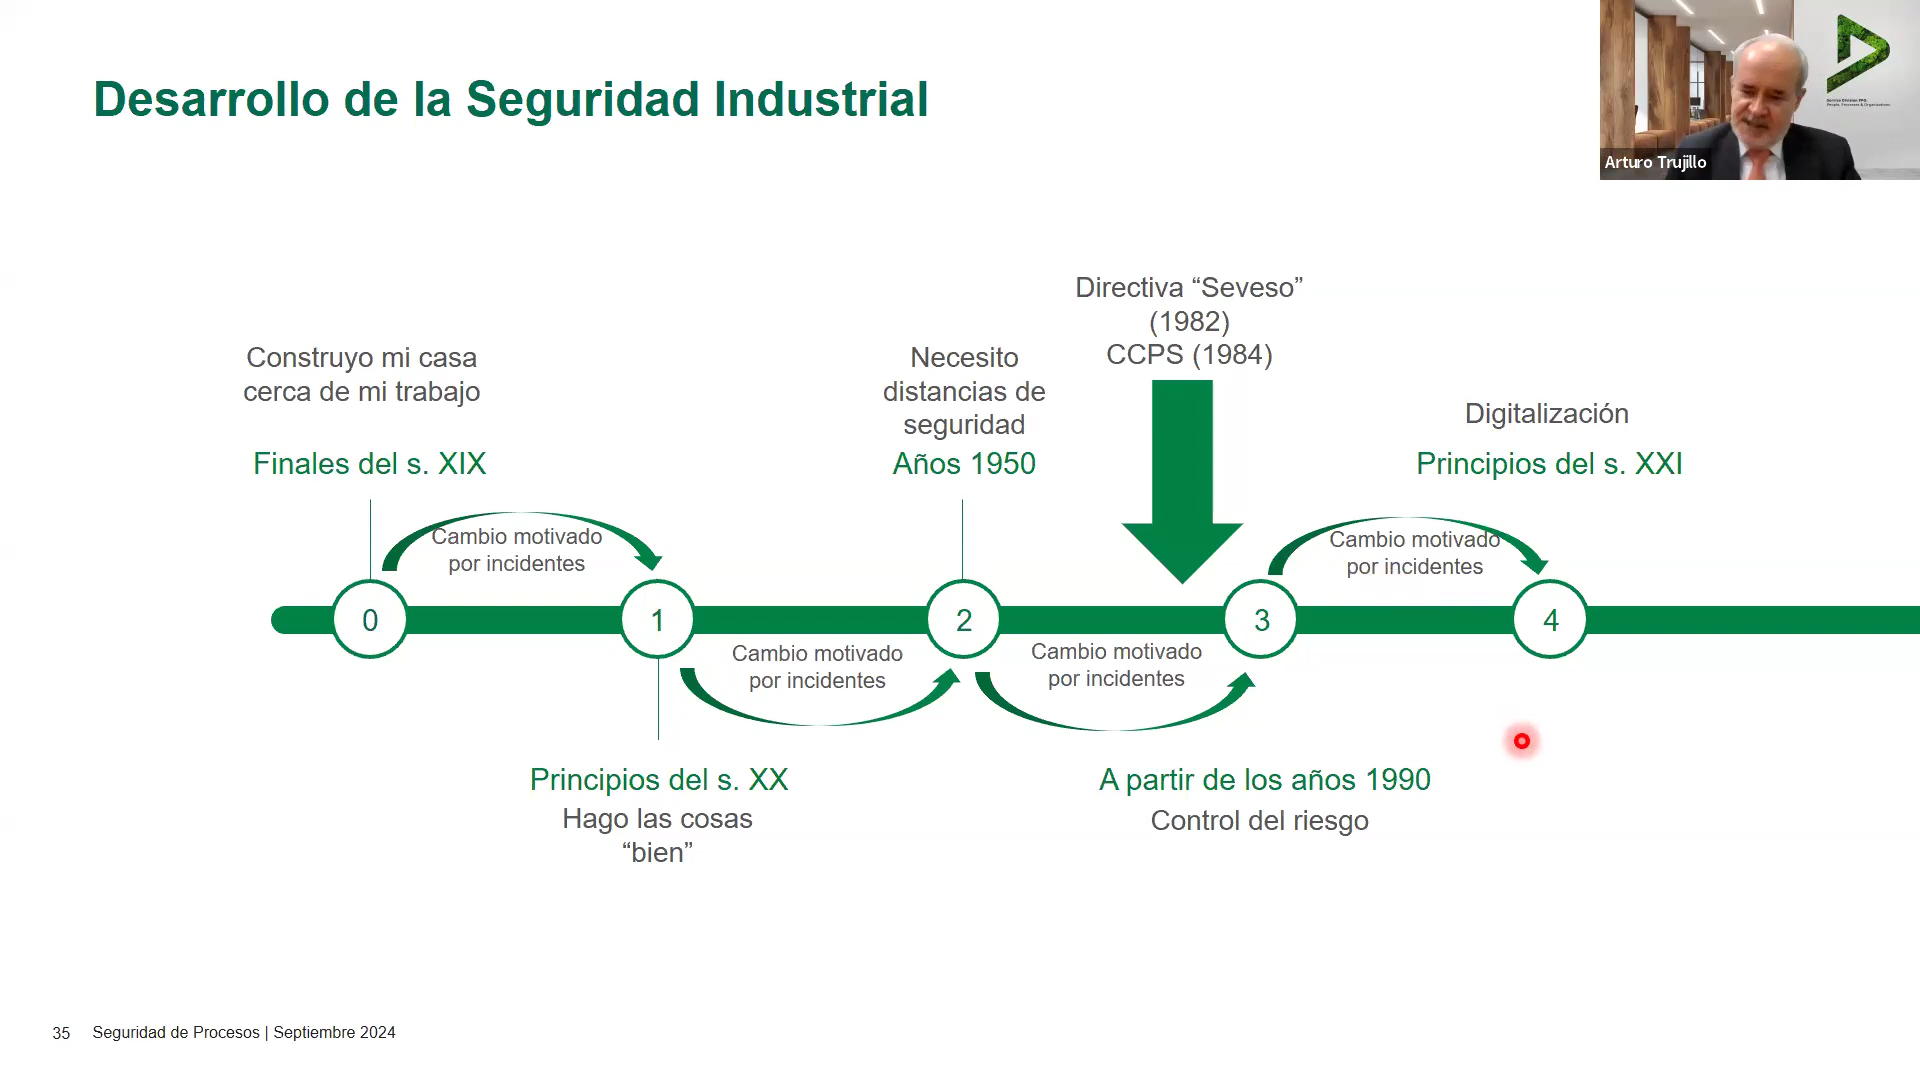 Desarrollo de la Seguridad Industrial
Arturo Trujillo
Directiva “Seveso”
(1982)
CCPS (1984)
Construyo mi casa
cerca de mi trabajo
Finales del s. XIX
Necesito
distancias de
seguridad
Años 1950
Digitalización
Principios del s. XXI
Cambio motivado
por incidentes
Cambio motivado
por incidentes
0
1
2
3
4
Cambio motivado
por incidentes
Cambio motivado
por incidentes
Principios del s. XX
Hago las cosas
“bien”
A partir de los años 1990
Control del riesgo
35 Seguridad de Procesos | Septiembre 2024